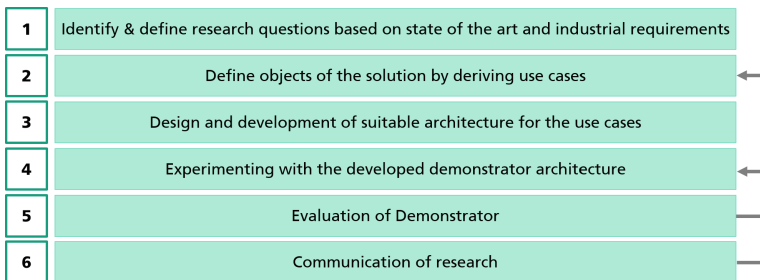 1 Identify & define research questions based on state of the art and industrial requirements
2 Define objects of the solution by deriving use cases
3 Design and development of suitable architecture for the use cases
4 Experimenting with the developed demonstrator architecture
5 Evaluation of Demonstrator
6 Communication of research